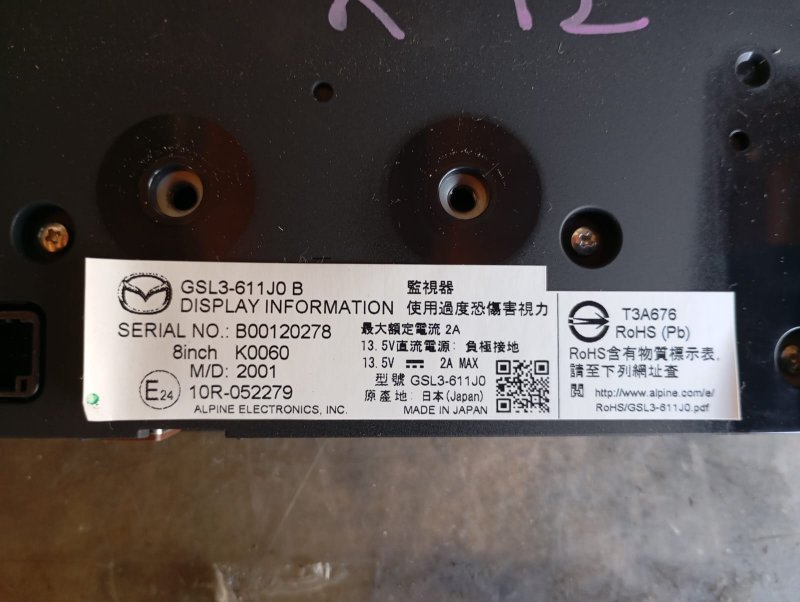 GSL3-611J0 B
DISPLAY INFORMATION
SERIAL NO.: B00120278
8inch K0060
M/D: 2001
E24 10R-052279
ALPINE ELECTRONICS, INC.
監視器
使用過度恐傷害視力
最大額定電流 2A
13.5V直流電源: 負極接地
13.5V ⎓ 2A MAX
型號 GSL3-611J0
原產地: 日本(Japan)
MADE IN JAPAN
T3A676
RoHS (Pb)
RoHS含有物質標示表,
請至下列網址查
閱 http://www.alpine.com/e/
RoHS/GSL3-611J0.pdf